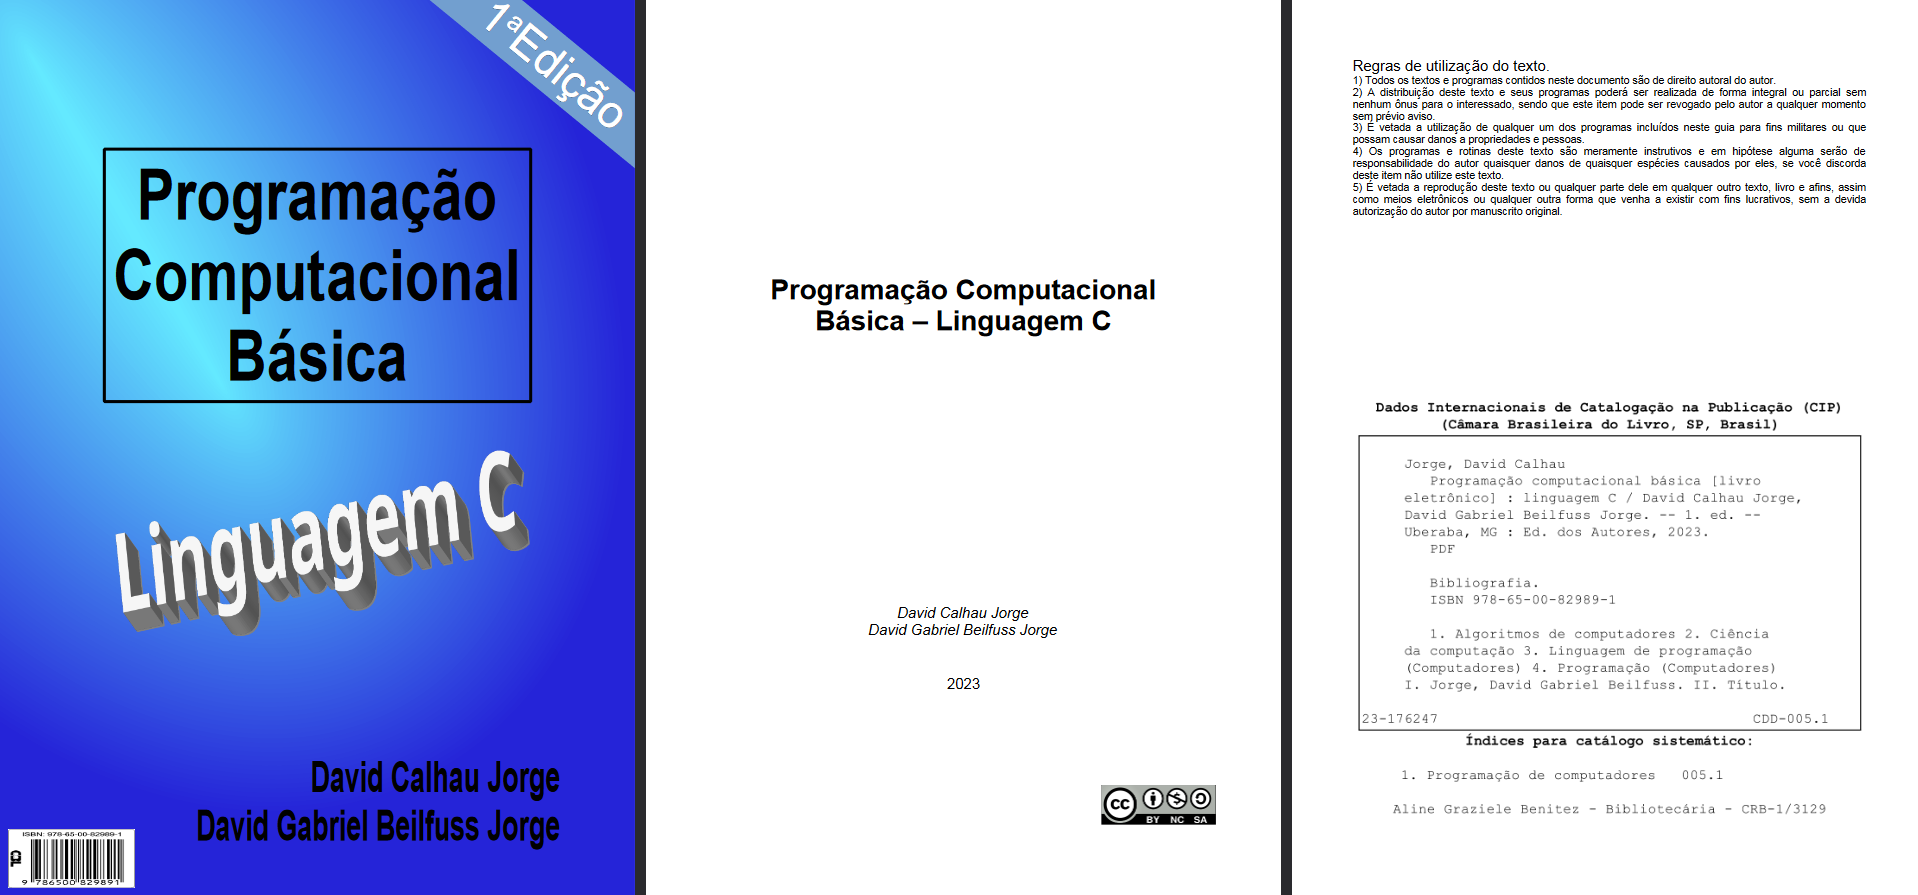 1ª Edição
Programação
Computacional
Básica
Linguagem C
David Calhau Jorge
David Gabriel Beilfuss Jorge
ISBN: 978-65-00-82989-1
CBL
9 786500 829891
Programação Computacional
Básica – Linguagem C
David Calhau Jorge
David Gabriel Beilfuss Jorge
2023
cc
BY NC SA
Regras de utilização do texto.
1) Todos os textos e programas contidos neste documento são de direito autoral do autor.
2) A distribuição deste texto e seus programas poderá ser realizada de forma integral ou parcial sem
nenhum ônus para o interessado, sendo que este item pode ser revogado pelo autor a qualquer momento
sem prévio aviso.
3) É vetada a utilização de qualquer um dos programas incluídos neste guia para fins militares ou que
possam causar danos a propriedades e pessoas.
4) Os programas e rotinas deste texto são meramente instrutivos e em hipótese alguma serão de
responsabilidade do autor quaisquer danos de quaisquer espécies causados por eles, se você discorda
deste item não utilize este texto.
5) É vetada a reprodução deste texto ou qualquer parte dele em qualquer outro texto, livro e afins, assim
como meios eletrônicos ou qualquer outra forma que venha a existir com fins lucrativos, sem a devida
autorização do autor por manuscrito original.
Dados Internacionais de Catalogação na Publicação (CIP)
(Câmara Brasileira do Livro, SP, Brasil)
Jorge, David Calhau
Programação computacional básica [livro
eletrônico] : linguagem C / David Calhau Jorge,
David Gabriel Beilfuss Jorge. -- 1. ed. --
Uberaba, MG : Ed. dos Autores, 2023.
PDF
Bibliografia.
ISBN 978-65-00-82989-1
1. Algoritmos de computadores 2. Ciência
da computação 3. Linguagem de programação
(Computadores) 4. Programação (Computadores)
I. Jorge, David Gabriel Beilfuss. II. Título.
23-176247 CDD-005.1
Índices para catálogo sistemático:
1. Programação de computadores 005.1
Aline Graziele Benitez - Bibliotecária - CRB-1/3129